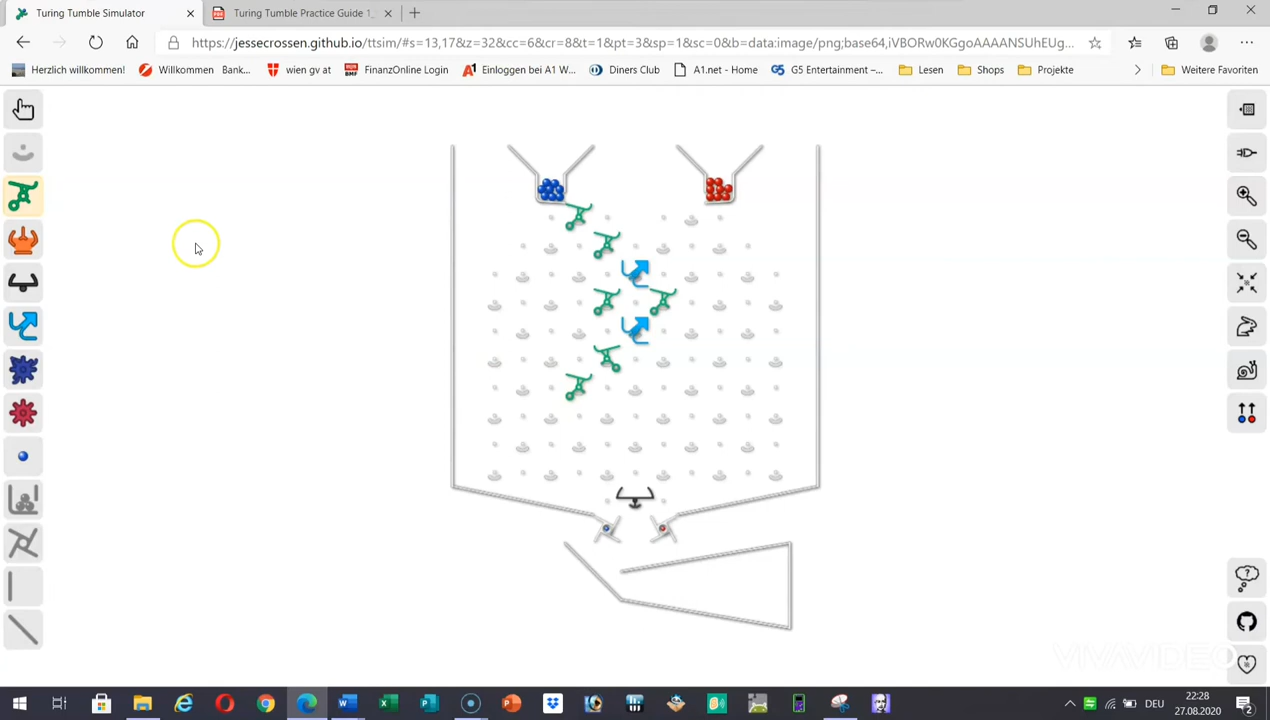 Turing Tumble Simulator
Turing Tumble Practice Guide 1
https://jessecrossen.github.io/ttsim/#s=13,17&z=32&cc=6&cr=8&t=1&pt=3&sp=1&sc=0&b=data:image/png;base64,iVBORw0KGgoAAAANSUhEUg...
Herzlich willkommen!
Willkommen Bank...
wien gv at
FinanzOnline Login
Einloggen bei A1 W...
Diners Club
A1.net - Home
G5 Entertainment –...
Lesen
Shops
Projekte
Weitere Favoriten
VIVAVIDEO
DEU
22:28
27.08.2020